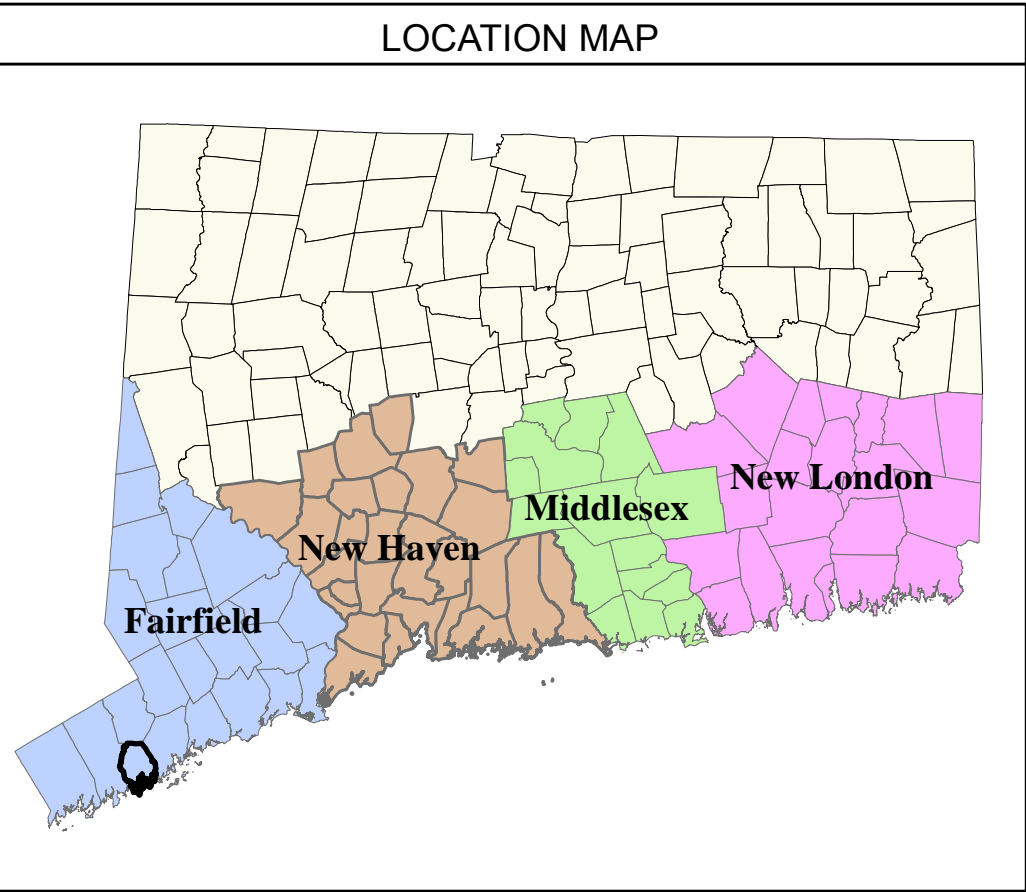 LOCATION MAP
New London
Middlesex
New Haven
Fairfield